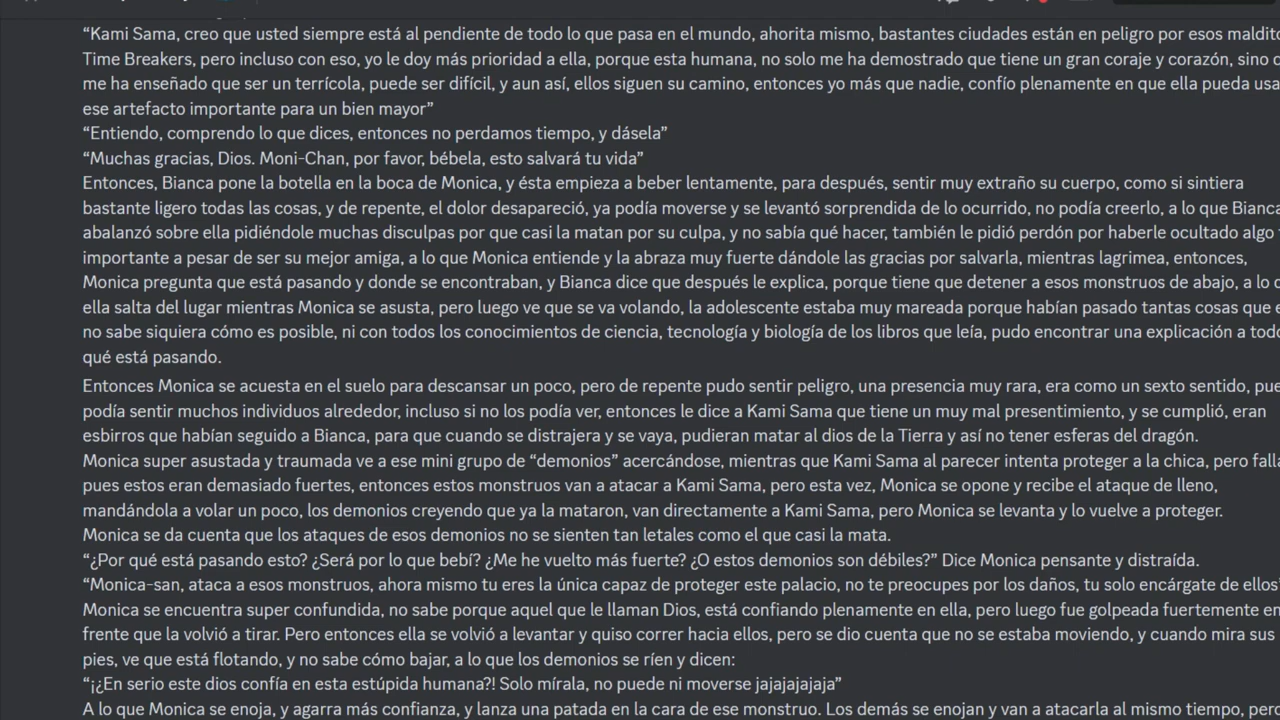 “Kami Sama, creo que usted siempre está al pendiente de todo lo que pasa en el mundo, ahorita mismo, bastantes ciudades están en peligro por esos
Time Breakers, pero incluso con eso, yo le doy más prioridad a ella, porque esta humana, no solo me ha demostrado que tiene un gran coraje y corazón, sino
me ha enseñado que ser un terrícola, puede ser difícil, y aun así, ellos siguen su camino, entonces yo más que nadie, confío plenamente en que ella pueda
ese artefacto importante para un bien mayor”
“Entiendo, comprendo lo que dices, entonces no perdamos tiempo, y dásela”
“Muchas gracias, Dios. Moni-Chan, por favor, bébela, esto salvará tu vida”
Entonces, Bianca pone la botella en la boca de Monica, y ésta empieza a beber lentamente, para después, sentir muy extraño su cuerpo, como si sintiera
bastante ligero todas las cosas, y de repente, el dolor desapareció, ya podía moverse y se levantó sorprendida de lo ocurrido, no podía creerlo, a lo que Bianca
abalanzó sobre ella pidiéndole muchas disculpas por que casi la matan por su culpa, y no sabía qué hacer, también le pidió perdón por haberle ocultado algo
importante a pesar de ser su mejor amiga, a lo que Monica entiende y la abraza muy fuerte dándole las gracias por salvarla, mientras lagrimea, entonces,
Monica pregunta que está pasando y donde se encontraban, y Bianca dice que después le explica, porque tiene que detener a esos monstruos de abajo, a lo
ella salta del lugar mientras Monica se asusta, pero luego ve que se va volando, la adolescente estaba muy mareada porque habían pasado tantas cosas que
no sabe siquiera cómo es posible, ni con todos los conocimientos de ciencia, tecnología y biología de los libros que leía, pudo encontrar una explicación a
qué está pasando.
Entonces Monica se acuesta en el suelo para descansar un poco, pero de repente pudo sentir peligro, una presencia muy rara, era como un sexto sentido,
podía sentir muchos individuos alrededor, incluso si no los podía ver, entonces le dice a Kami Sama que tiene un muy mal presentimiento, y se cumplió, eran
esbirros que habían seguido a Bianca, para que cuando se distrajera y se vaya, pudieran matar al dios de la Tierra y así no tener esferas del dragón.
Monica super asustada y traumada ve a ese mini grupo de “demonios” acercándose, mientras que Kami Sama al parecer intenta proteger a la chica, pero
pues estos eran demasiado fuertes, entonces estos monstruos van a atacar a Kami Sama, pero esta vez, Monica se opone y recibe el ataque de lleno,
mandándola a volar un poco, los demonios creyendo que ya la mataron, van directamente a Kami Sama, pero Monica se levanta y lo vuelve a proteger.
Monica se da cuenta que los ataques de esos demonios no se sienten tan letales como el que casi la mata.
“¿Por qué está pasando esto? ¿Será por lo que bebí? ¿Me he vuelto más fuerte? ¿O estos demonios son débiles?” Dice Monica pensante y distraída.
“Monica-san, ataca a esos monstruos, ahora mismo tu eres la única capaz de proteger este palacio, no te preocupes por los daños, tu solo encárgate de ellos
Monica se encuentra super confundida, no sabe porque aquel que le llaman Dios, está confiando plenamente en ella, pero luego fue golpeada fuertemente en
frente que la volvió a tirar. Pero entonces ella se volvió a levantar y quiso correr hacia ellos, pero se dio cuenta que no se estaba moviendo, y cuando mira sus
pies, ve que está flotando, y no sabe cómo bajar, a lo que los demonios se ríen y dicen:
“¡¿En serio este dios confía en esta estúpida humana?! Solo mírala, no puede ni moverse jajajajajaja”
A lo que Monica se enoja, y agarra más confianza, y lanza una patada en la cara de ese monstruo. Los demás se enojan y van a atacarla al mismo tiempo,